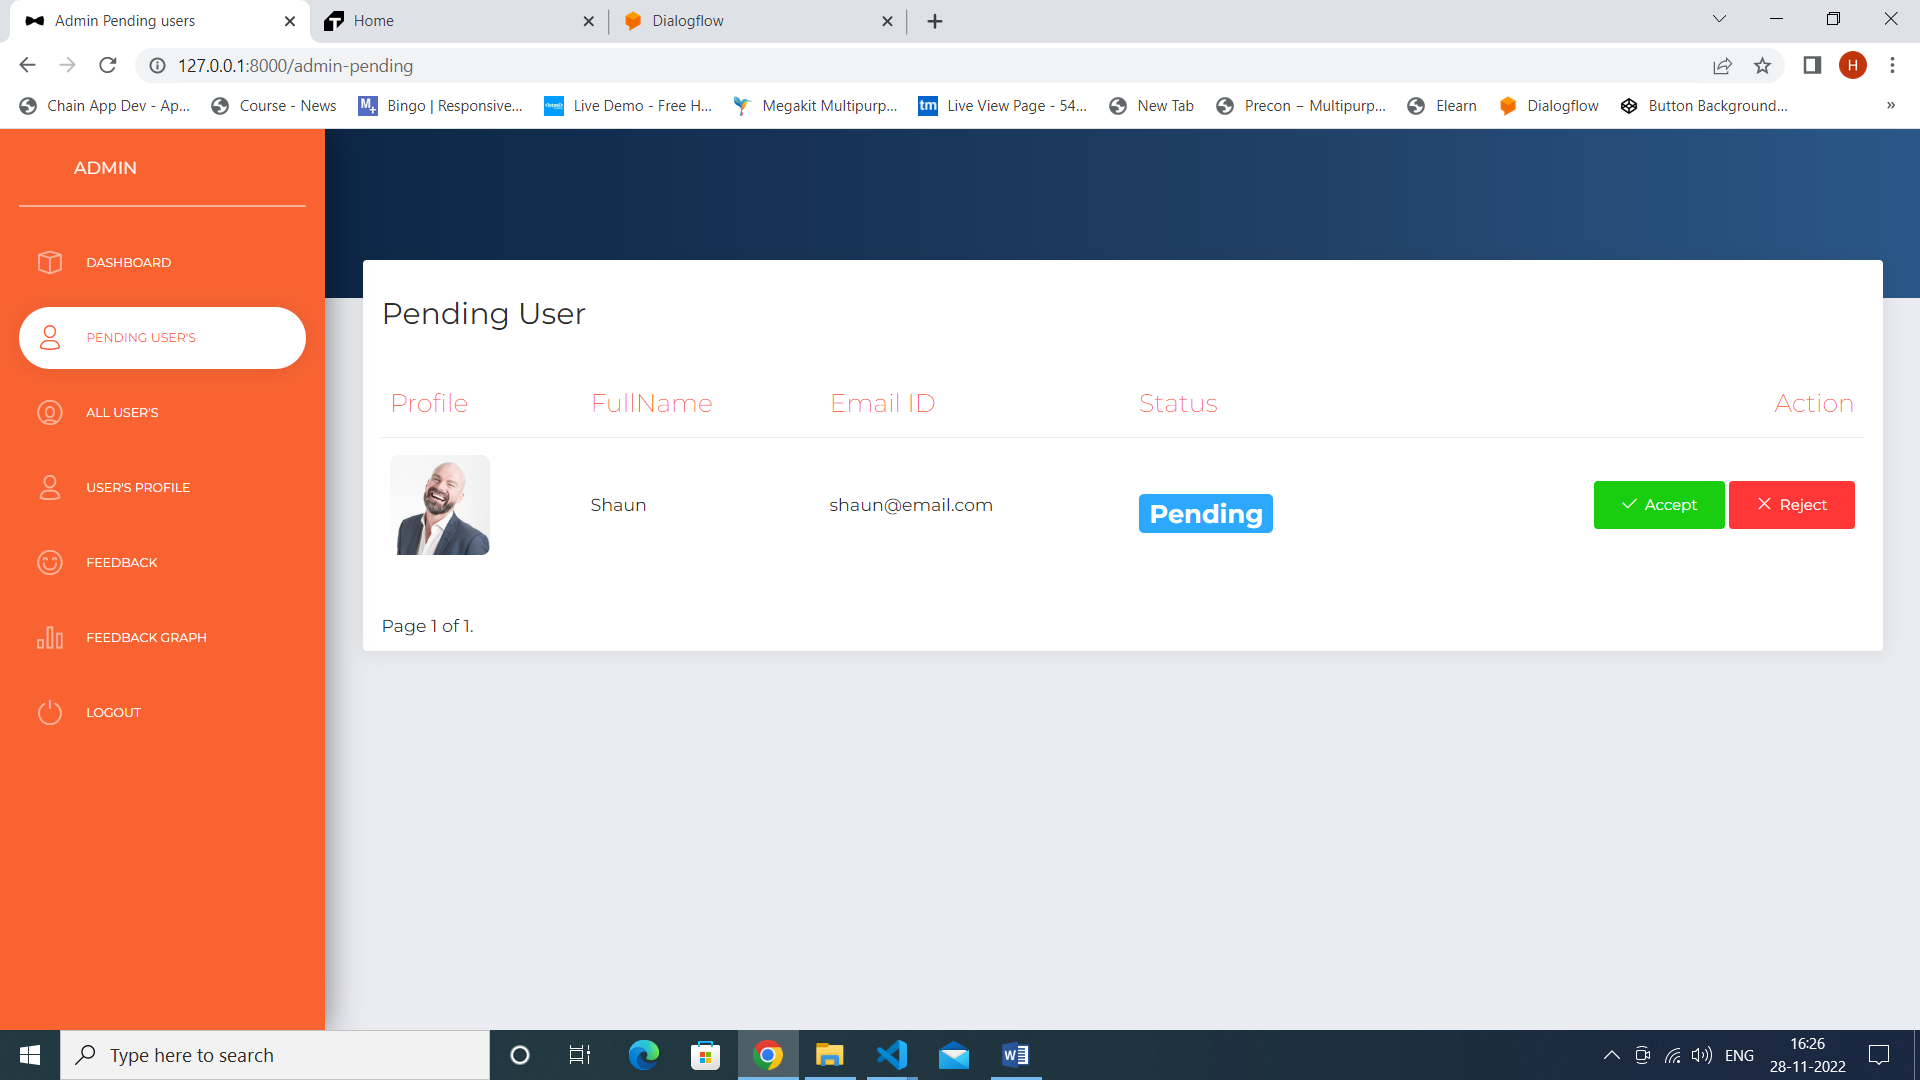 Admin Pending users
Home
Dialogflow
127.0.0.1:8000/admin-pending
H
Chain App Dev - Ap...
Course - News
M+
Bingo | Responsive...
Live Demo - Free H...
Megakit Multipurp...
tm
Live View Page - 54...
New Tab
Precon – Multipurp...
Elearn
Dialogflow
Button Background...
»
ADMIN
DASHBOARD
PENDING USER'S
ALL USER'S
USER'S PROFILE
FEEDBACK
FEEDBACK GRAPH
LOGOUT
Pending User
Profile FullName Email ID Status Action
Shaun shaun@email.com Pending Accept Reject
Page 1 of 1.
Type here to search
W
ENG
16:26
28-11-2022